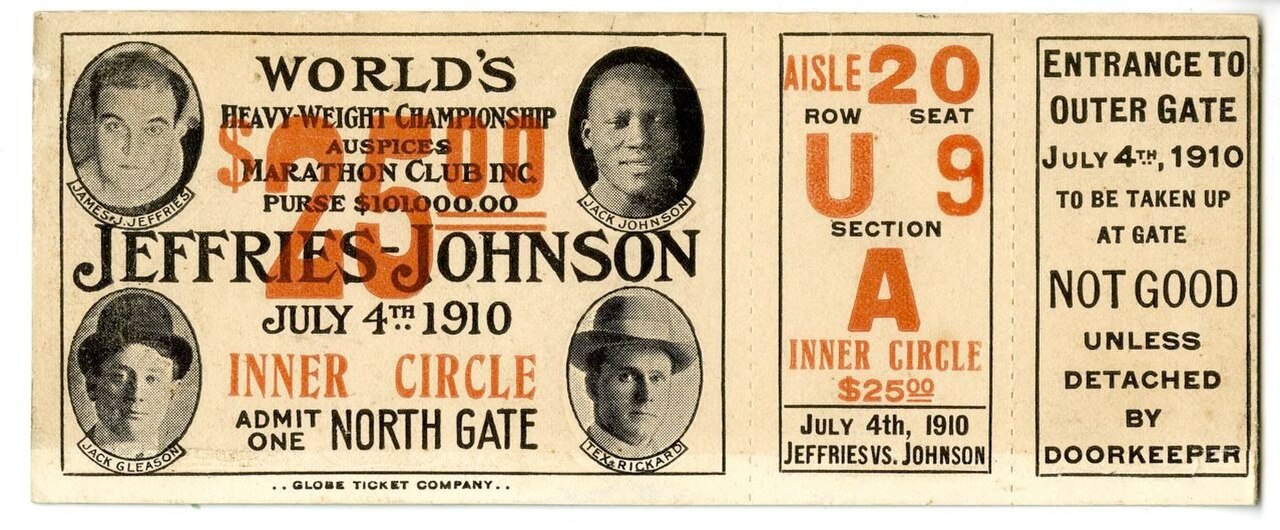 WORLD'S
HEAVY-WEIGHT CHAMPIONSHIP
AUSPICES
MARATHON CLUB INC.
PURSE $101,000.00
$25.00
JAMES J. JEFFRIES
JACK JOHNSON
JEFFRIES-JOHNSON
JULY 4TH 1910
INNER CIRCLE
ADMIT ONE NORTH GATE
JACK GLEASON
TEX RICKARD
..GLOBE TICKET COMPANY..
AISLE 20
ROW SEAT
U 9
SECTION
A
INNER CIRCLE
$25.00
July 4th, 1910
JEFFRIES VS. JOHNSON
ENTRANCE TO
OUTER GATE
JULY 4TH, 1910
TO BE TAKEN UP
AT GATE
NOT GOOD
UNLESS
DETACHED
BY
DOORKEEPER